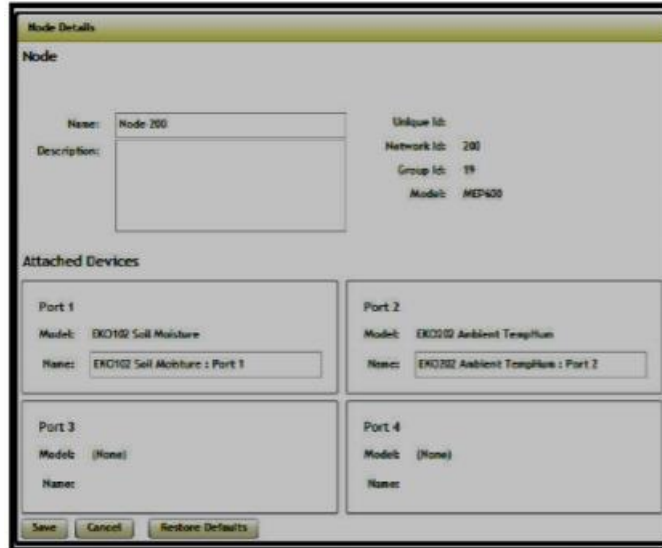 Node Details
Node
Name: Node 200
Unique Id:
Description:
Network Id: 200
Group Id: 19
Model: MEP600
Attached Devices
Port 1
Model: EKO102 Soil Moisture
Name: EKO102 Soil Moisture : Port 1
Port 2
Model: EKO202 Ambient TempHum
Name: EKO202 Ambient TempHum : Port 2
Port 3
Model: (None)
Name:
Port 4
Model: (None)
Name:
Save Cancel Restore Defaults